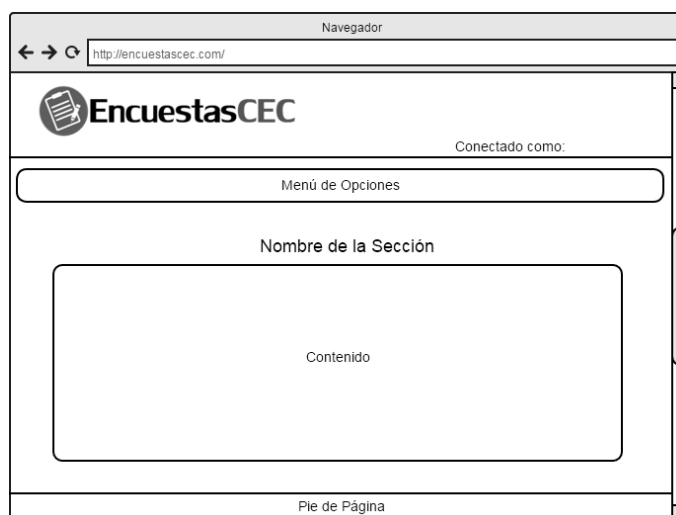 Navegador
http://encuestascec.com/
EncuestasCEC
Conectado como:
Menú de Opciones
Nombre de la Sección
Contenido
Pie de Página